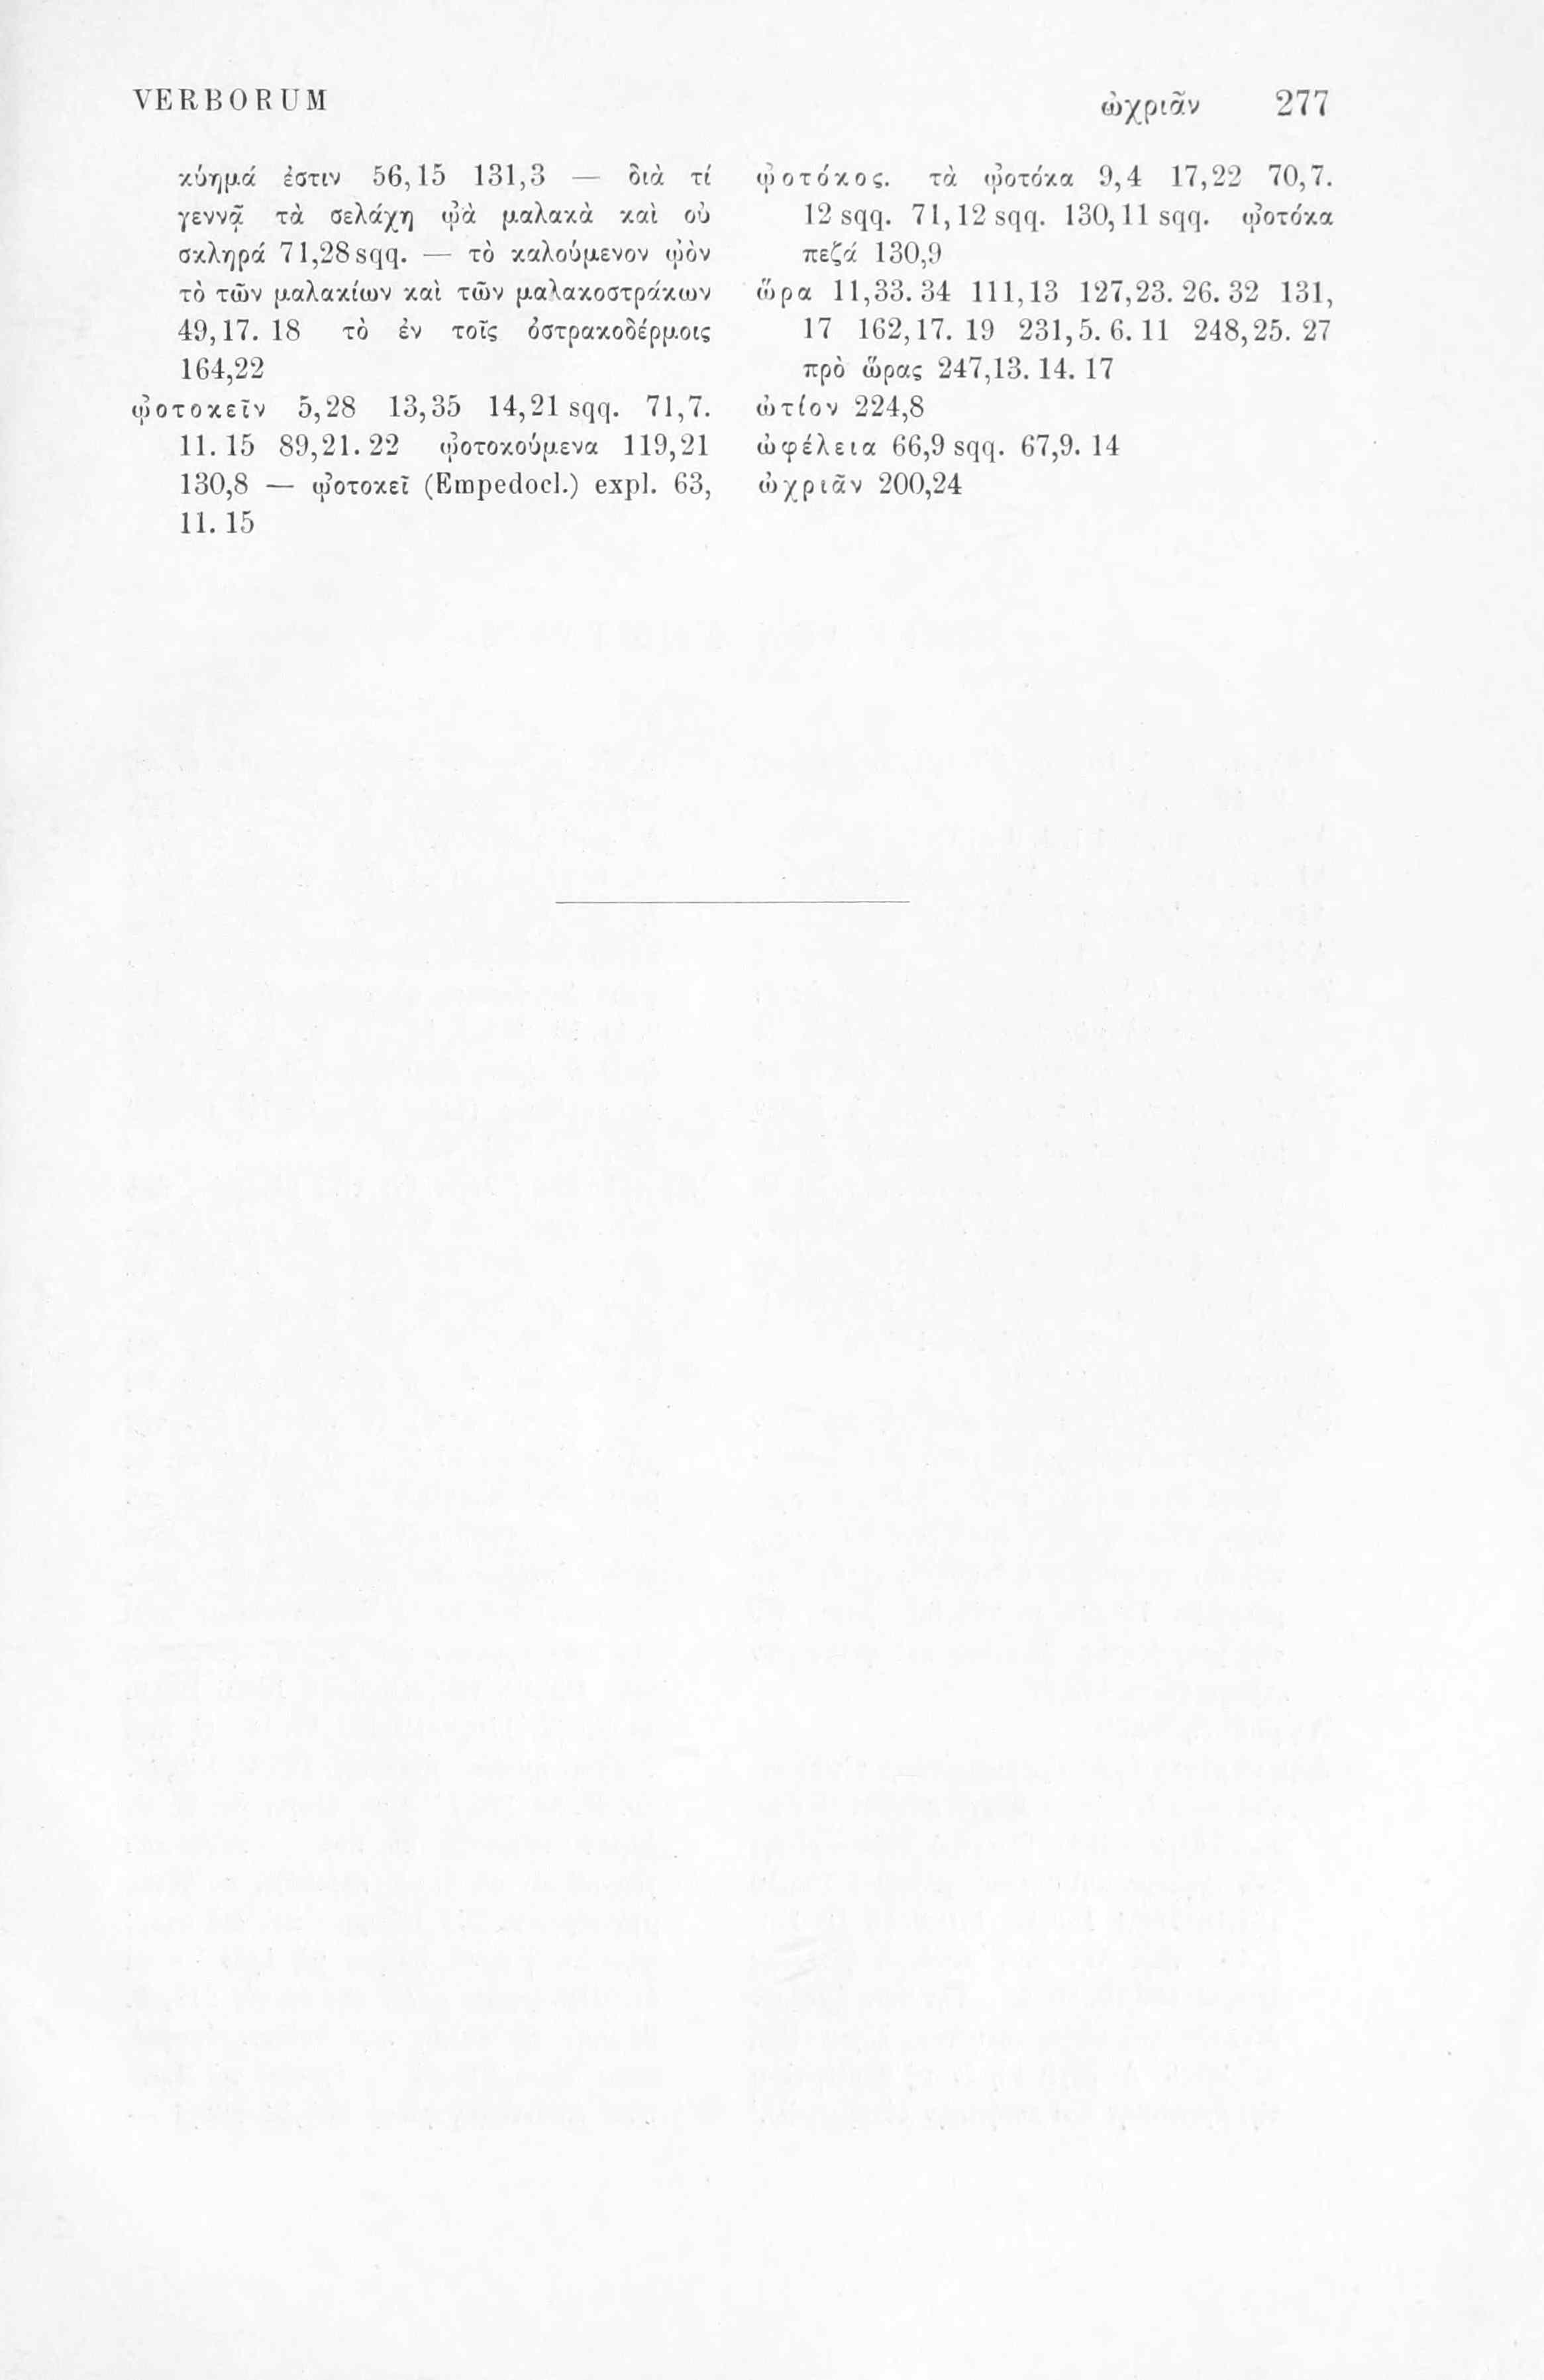 VERBORUM ὠχριᾶν 277
κύημά ἐστιν 56,15 131,3 — διὰ τί
γεννᾷ τὰ σελάχη ᾠὰ μαλακὰ καὶ οὐ
σκληρά 71,28 sqq. — τὸ καλούμενον ᾠὸν
τὸ τῶν μαλακίων καὶ τῶν μαλακοστράκων
49,17. 18 τὸ ἐν τοῖς ὀστρακοδέρμοις
164,22
ᾠοτοκεῖν 5,28 13,35 14,21 sqq. 71,7.
11. 15 89,21. 22 ᾠοτοκούμενα 119,21
130,8 — ᾠοτοκεῖ (Empedocl.) expl. 63,
11. 15
ᾠοτόκος. τὰ ᾠοτόκα 9,4 17,22 70,7.
12 sqq. 71,12 sqq. 130,11 sqq. ᾠοτόκα
πεζά 130,9
ὥρα 11,33. 34 111,13 127,23. 26. 32 131,
17 162,17. 19 231,5. 6. 11 248,25. 27
πρὸ ὥρας 247,13. 14. 17
ὠτίον 224,8
ὠφέλεια 66,9 sqq. 67,9. 14
ὠχριᾶν 200,24